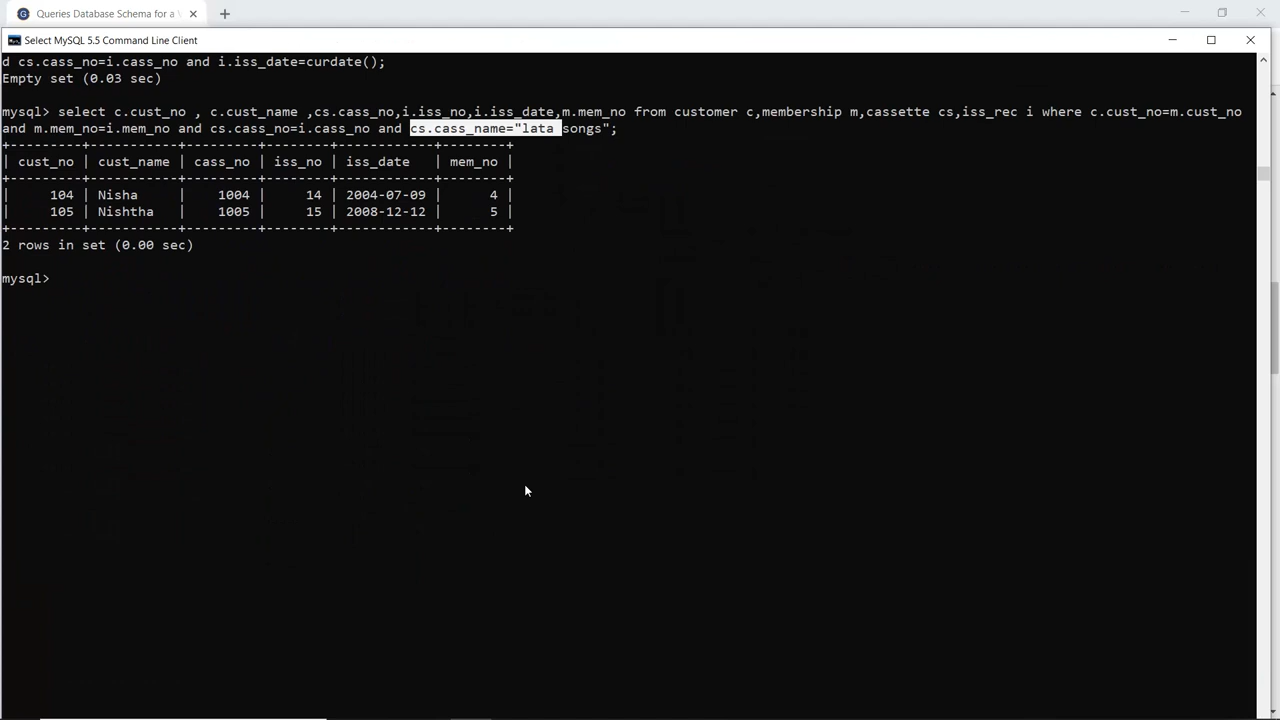 Queries Database Schema for a
Select MySQL 5.5 Command Line Client
d cs.cass_no=i.cass_no and i.iss_date=curdate();
Empty set (0.03 sec)
mysql> select c.cust_no , c.cust_name ,cs.cass_no,i.iss_no,i.iss_date,m.mem_no from customer c,membership m,cassette cs,iss_rec i where c.cust_no=m.cust_no
and m.mem_no=i.mem_no and cs.cass_no=i.cass_no and cs.cass_name="lata songs";
+---------+-----------+---------+--------+------------+--------+
| cust_no | cust_name | cass_no | iss_no | iss_date | mem_no |
+---------+-----------+---------+--------+------------+--------+
| 104 | Nisha | 1004 | 14 | 2004-07-09 | 4 |
| 105 | Nishtha | 1005 | 15 | 2008-12-12 | 5 |
+---------+-----------+---------+--------+------------+--------+
2 rows in set (0.00 sec)
mysql>